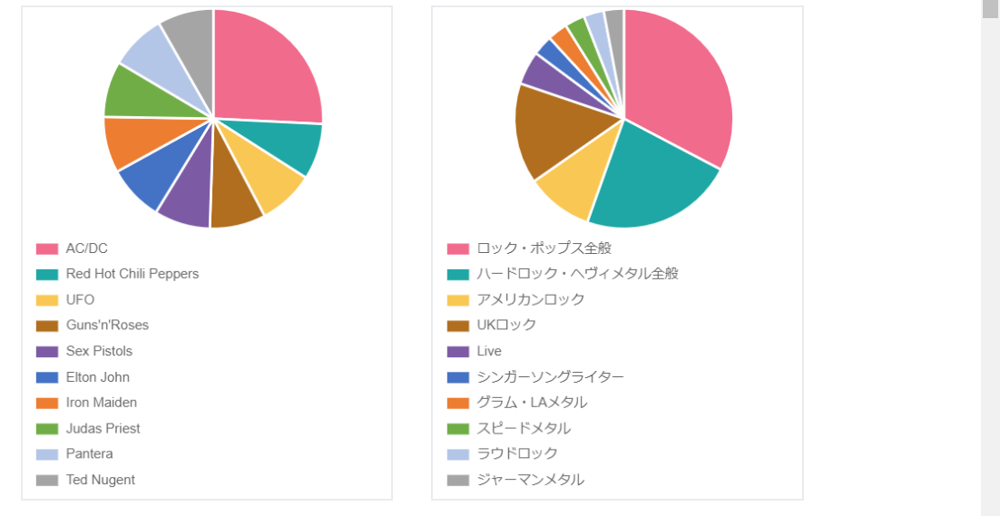 AC/DC
Red Hot Chili Peppers
UFO
Guns'n'Roses
Sex Pistols
Elton John
Iron Maiden
Judas Priest
Pantera
Ted Nugent
ロック・ポップス全般
ハードロック・ヘヴィメタル全般
アメリカンロック
UKロック
Live
シンガーソングライター
グラム・LAメタル
スピードメタル
ラウドロック
ジャーマンメタル